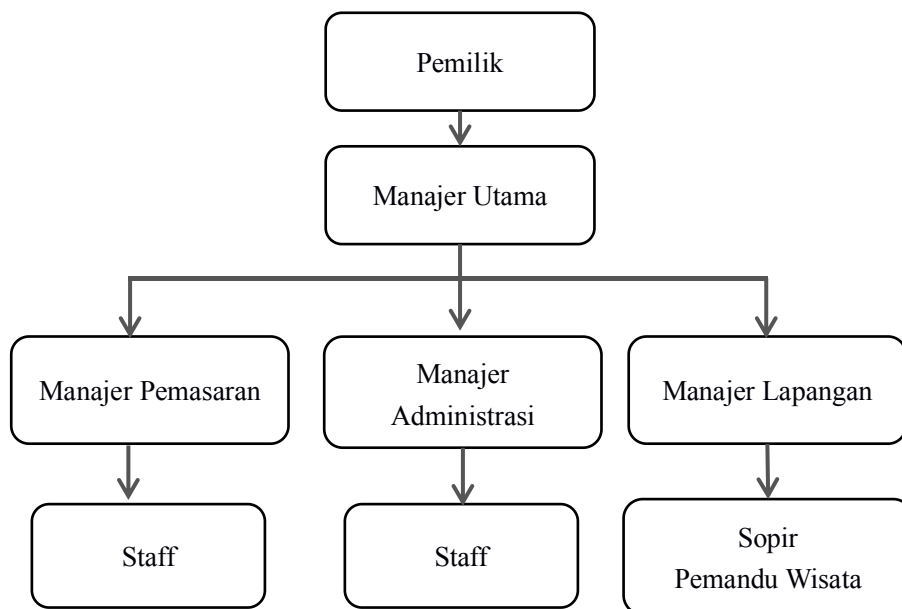 Pemilik
Manajer Utama
Manajer Pemasaran
Manajer
Administrasi
Manajer Lapangan
Staff
Staff
Sopir
Pemandu Wisata